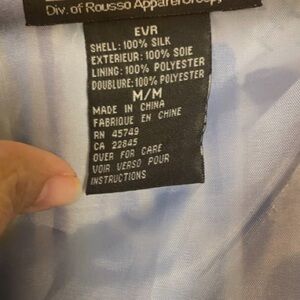 Div. of Rousso Apparel Group,
EVR
SHELL: 100% SILK
EXTERIEUR: 100% SOIE
LINING: 100% POLYESTER
DOUBLURE: 100% POLYESTER
M/M
MADE IN CHINA
FABRIQUE EN CHINE
RN 45749
CA 22845
OVER FOR CARE
VOIR VERSO POUR
INSTRUCTIONS